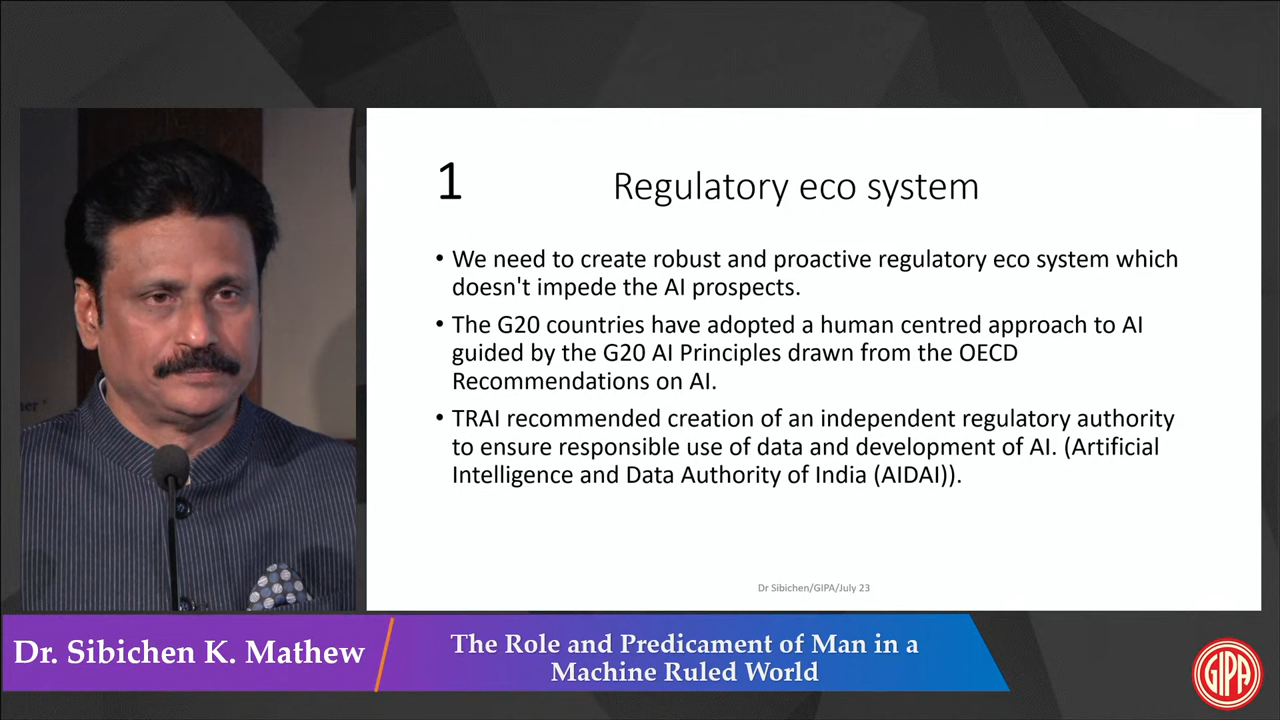 1
Regulatory eco system
• We need to create robust and proactive regulatory eco system which
doesn't impede the AI prospects.
• The G20 countries have adopted a human centred approach to AI
guided by the G20 AI Principles drawn from the OECD
Recommendations on AI.
• TRAI recommended creation of an independent regulatory authority
to ensure responsible use of data and development of AI. (Artificial
Intelligence and Data Authority of India (AIDAI)).
Dr Sibichen/GIPA/July 23
Dr. Sibichen K. Mathew
The Role and Predicament of Man in a
Machine Ruled World
GIPA